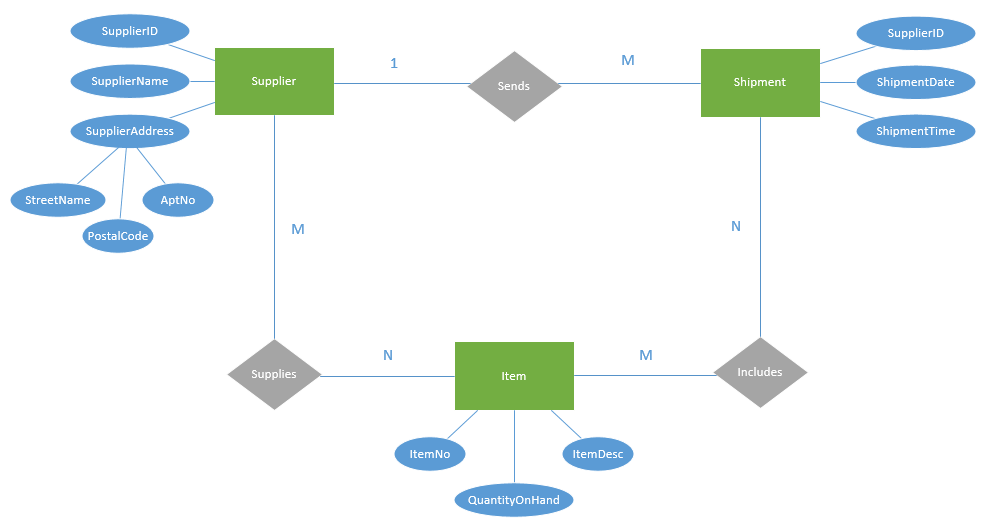 SupplierID
SupplierName
SupplierAddress
StreetName
PostalCode
AptNo
Supplier
1
Sends
M
Shipment
SupplierID
ShipmentDate
ShipmentTime
M
N
Supplies
N
Item
M
Includes
ItemNo
QuantityOnHand
ItemDesc